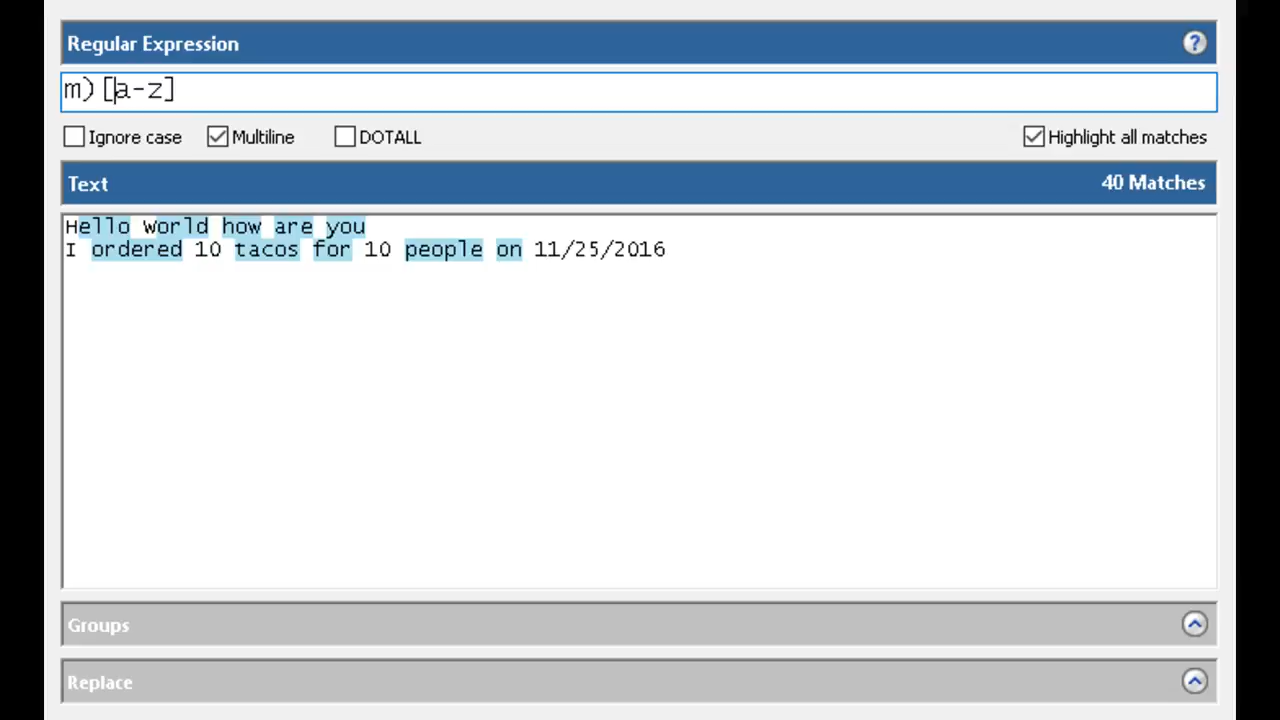 Regular Expression
m)[a-z]
Ignore case Multiline DOTALL Highlight all matches
Text 40 Matches
Hello World how are you
I ordered 10 tacos for 10 people on 11/25/2016
Groups
Replace